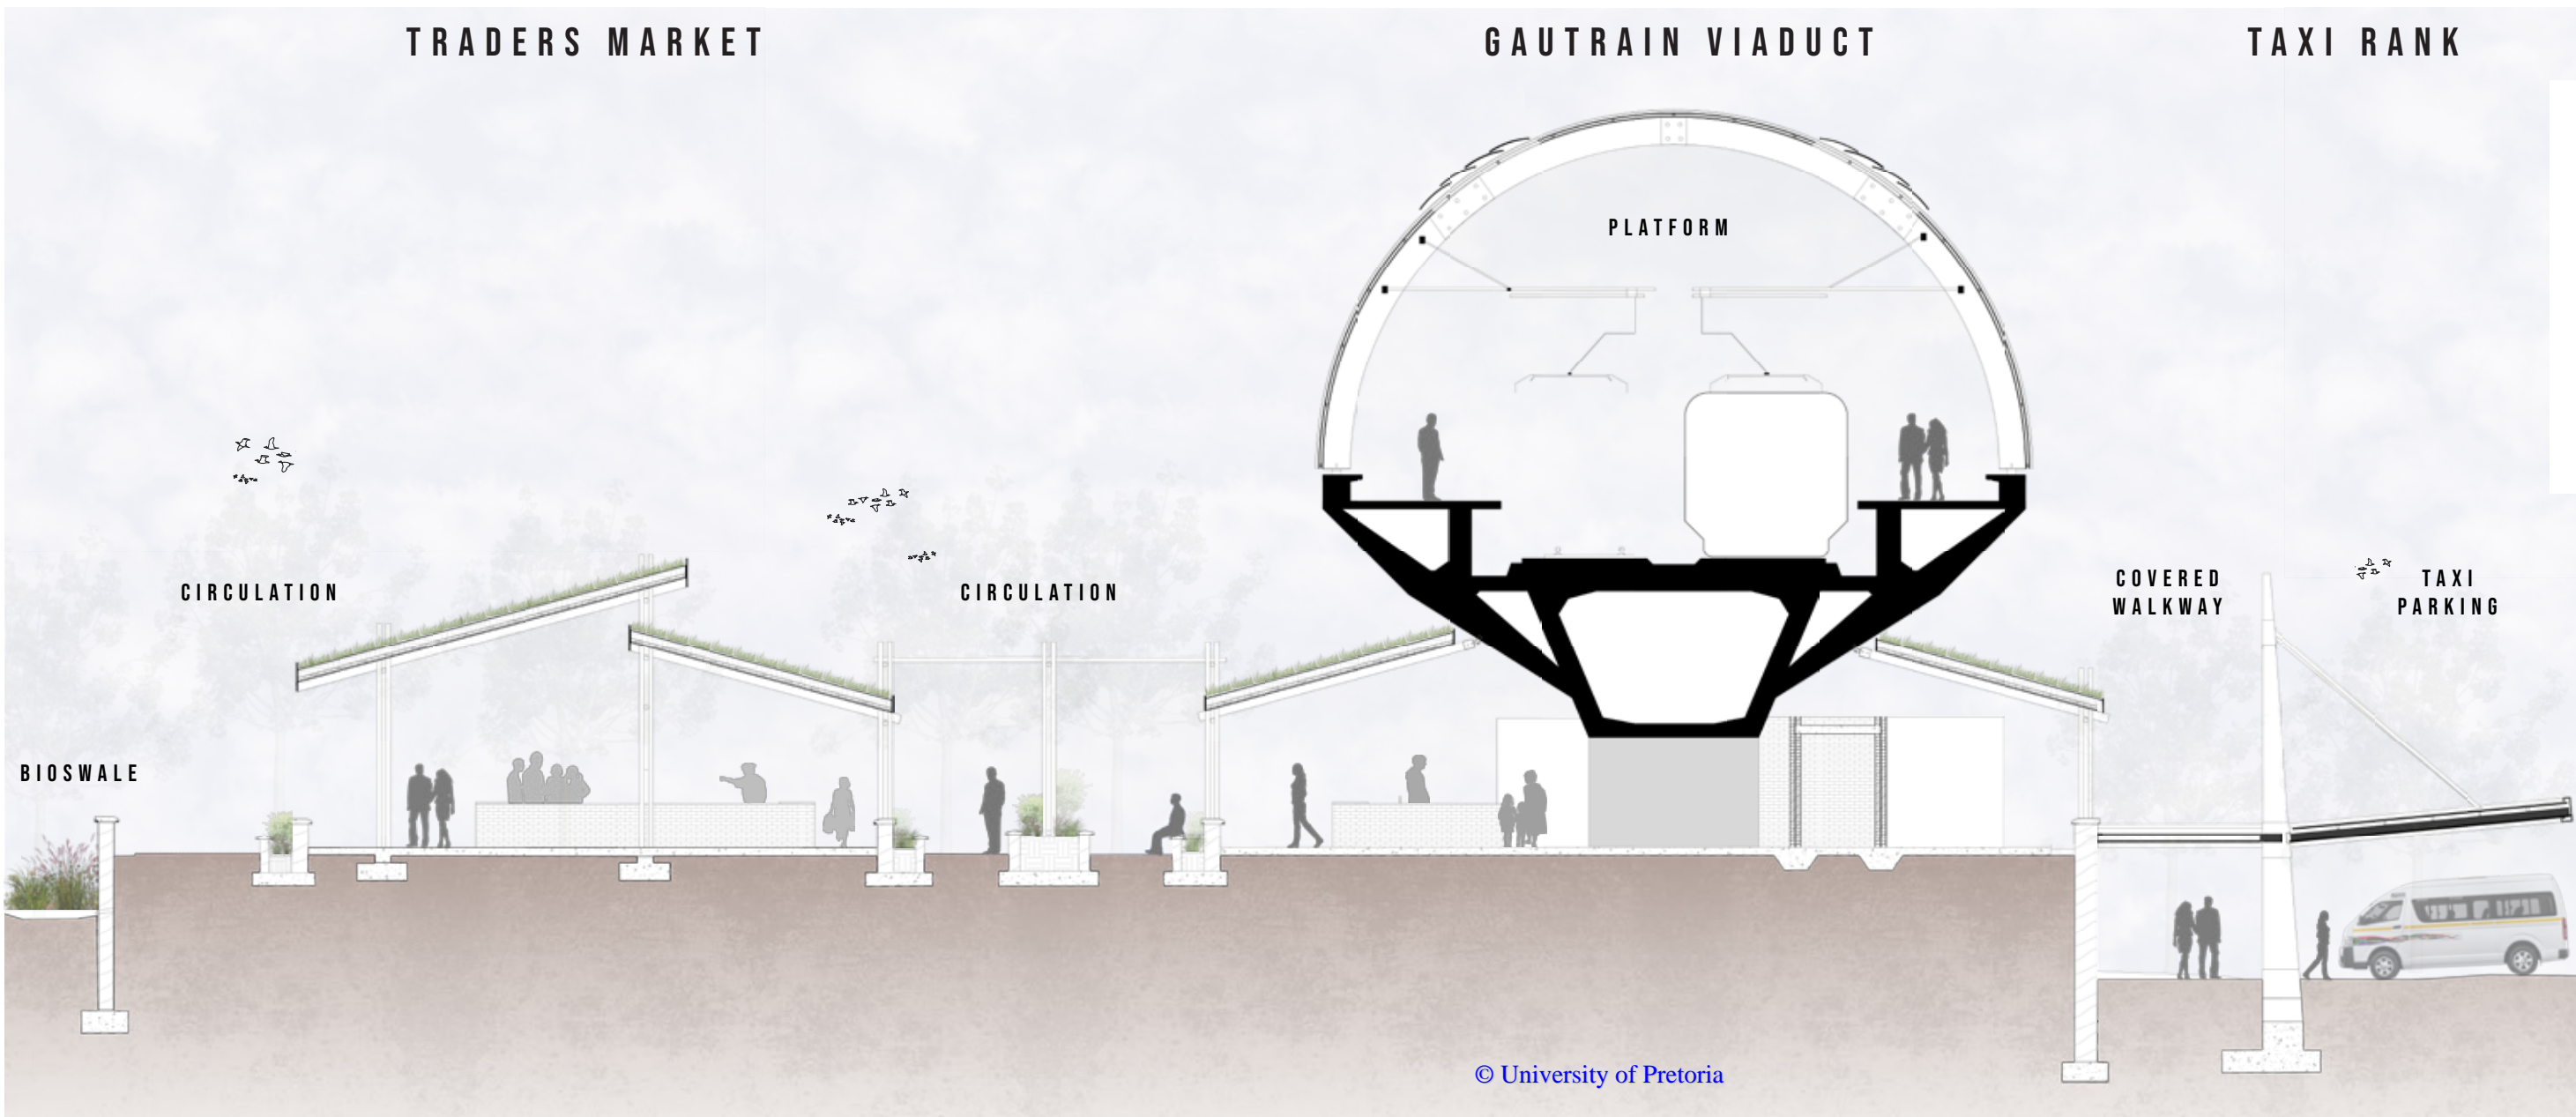 TRADERS MARKET
GAUTRAIN VIADUCT
TAXI RANK
PLATFORM
CIRCULATION
CIRCULATION
COVERED
WALKWAY
TAXI
PARKING
BIOSWALE
© University of Pretoria